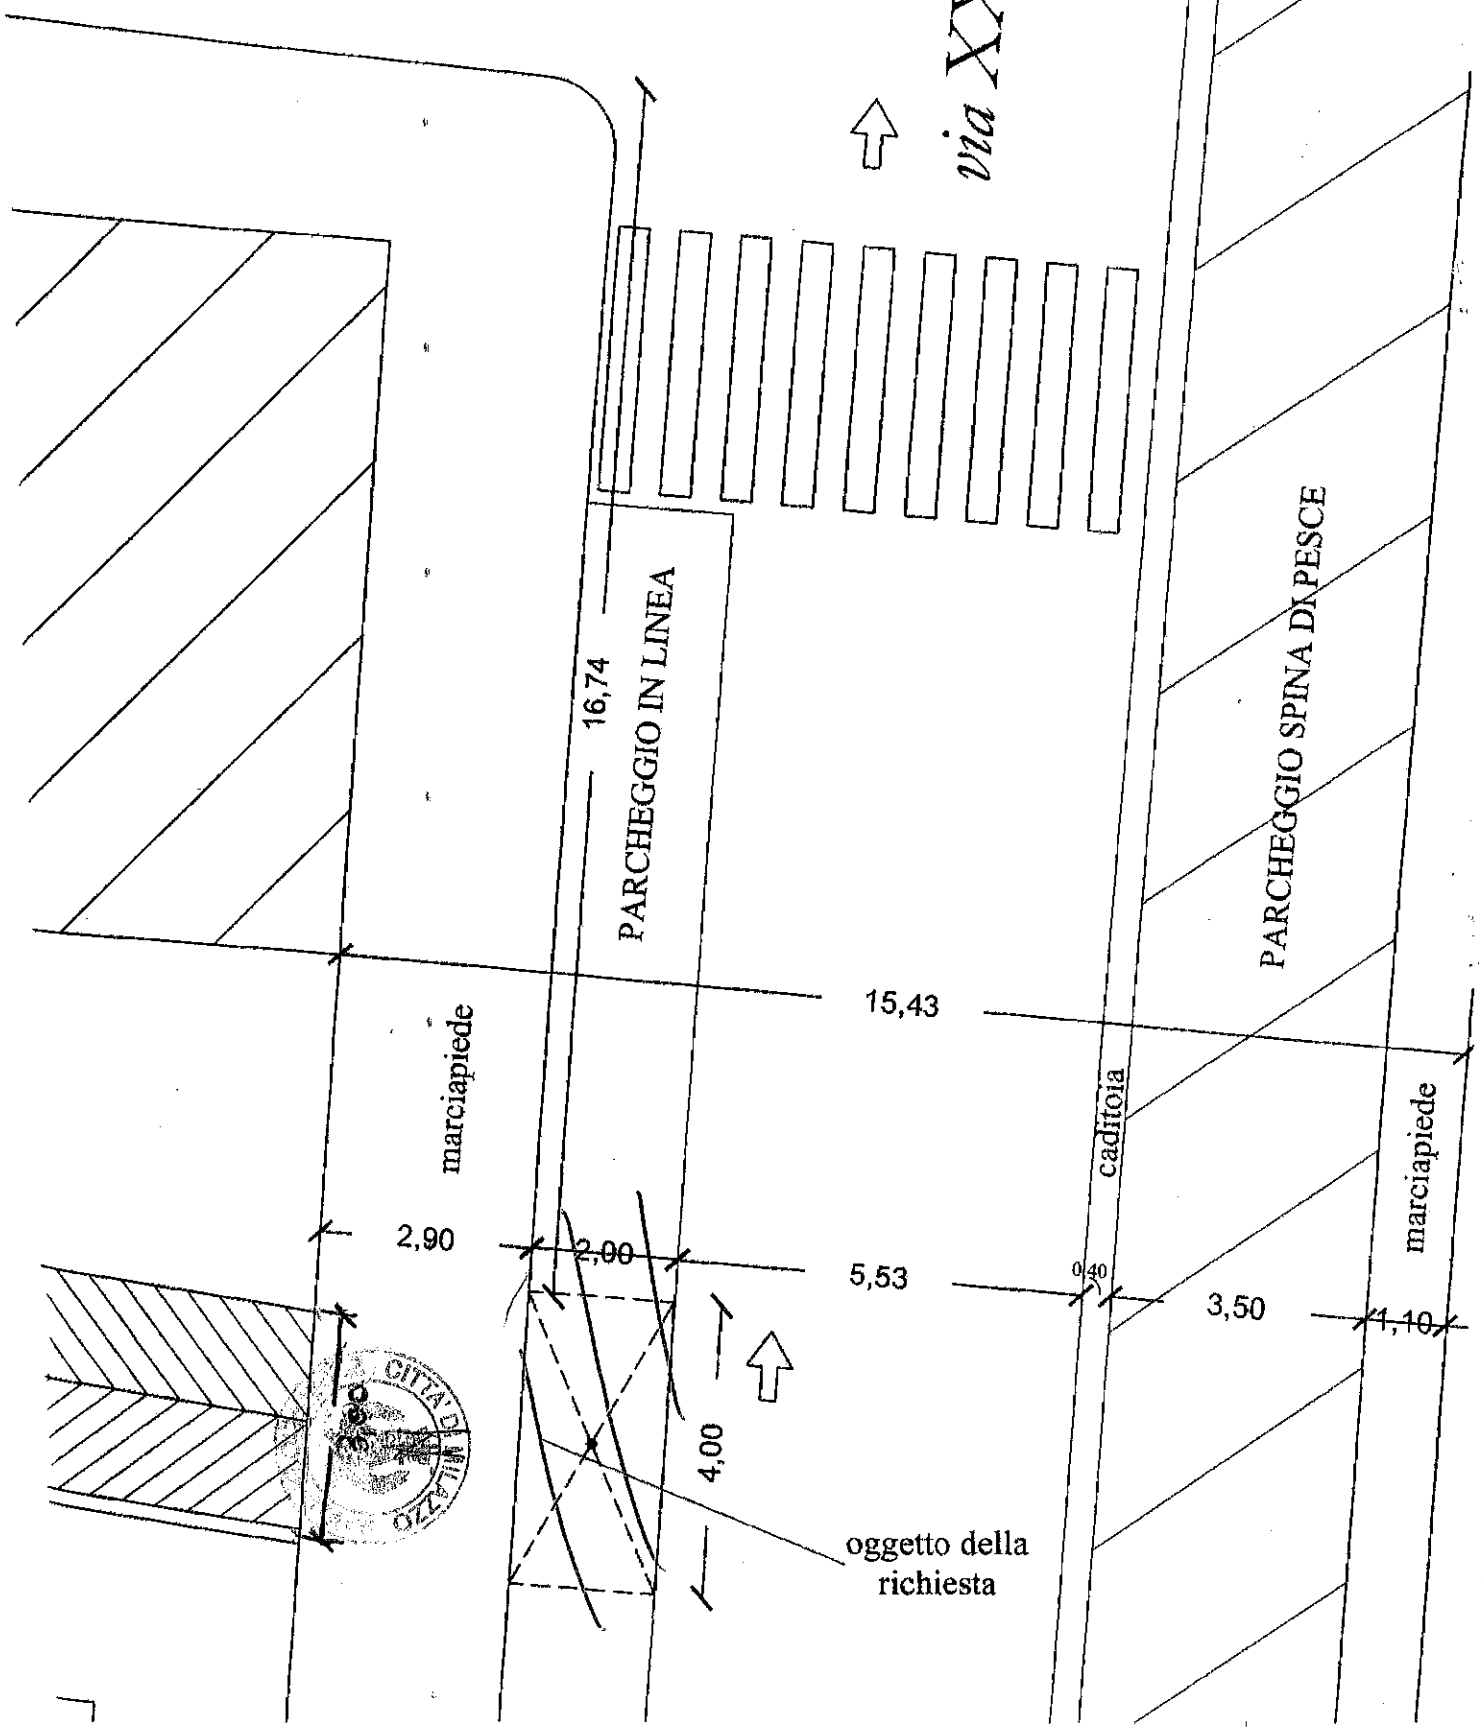 via XX
16,74
PARCHEGGIO IN LINEA
PARCHEGGIO SPINA DI PESCE
15,43
marciapiede
caditoia
marciapiede
2,90
2,00
5,53
0,40
3,50
1,10
CITTA' DI MILAZZO
4,00
oggetto della
richiesta